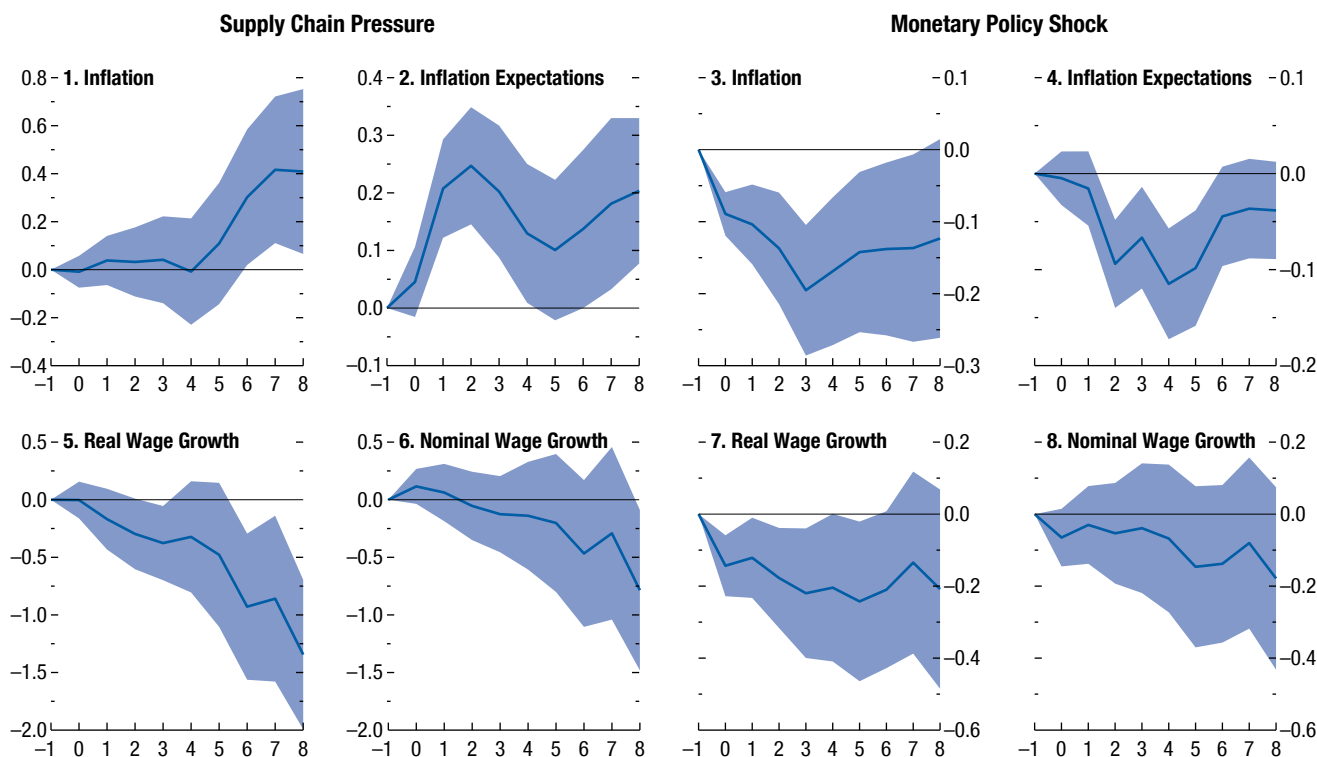 Supply Chain Pressure
Monetary Policy Shock
1. Inflation
0.8
0.6
0.4
0.2
0.0
–0.2
–0.4
–1 0 1 2 3 4 5 6 7 8
2. Inflation Expectations
0.4
0.3
0.2
0.1
0.0
–0.1
–1 0 1 2 3 4 5 6 7 8
3. Inflation
0.1
0.0
–0.1
–0.2
–0.3
–1 0 1 2 3 4 5 6 7 8
4. Inflation Expectations
0.1
0.0
–0.1
–0.2
–1 0 1 2 3 4 5 6 7 8
5. Real Wage Growth
0.5
0.0
–0.5
–1.0
–1.5
–2.0
–1 0 1 2 3 4 5 6 7 8
6. Nominal Wage Growth
0.5
0.0
–0.5
–1.0
–1.5
–2.0
–1 0 1 2 3 4 5 6 7 8
7. Real Wage Growth
0.2
0.0
–0.2
–0.4
–0.6
–1 0 1 2 3 4 5 6 7 8
8. Nominal Wage Growth
0.2
0.0
–0.2
–0.4
–0.6
–1 0 1 2 3 4 5 6 7 8